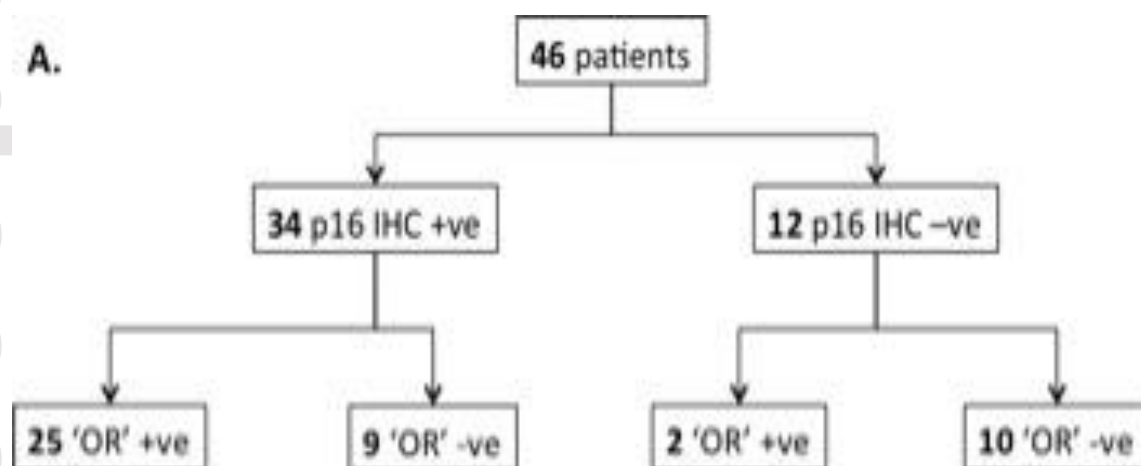 A.
46 patients
34 p16 IHC +ve
12 p16 IHC –ve
25 ‘OR’ +ve
9 ‘OR’ -ve
2 ‘OR’ +ve
10 ‘OR’ -ve